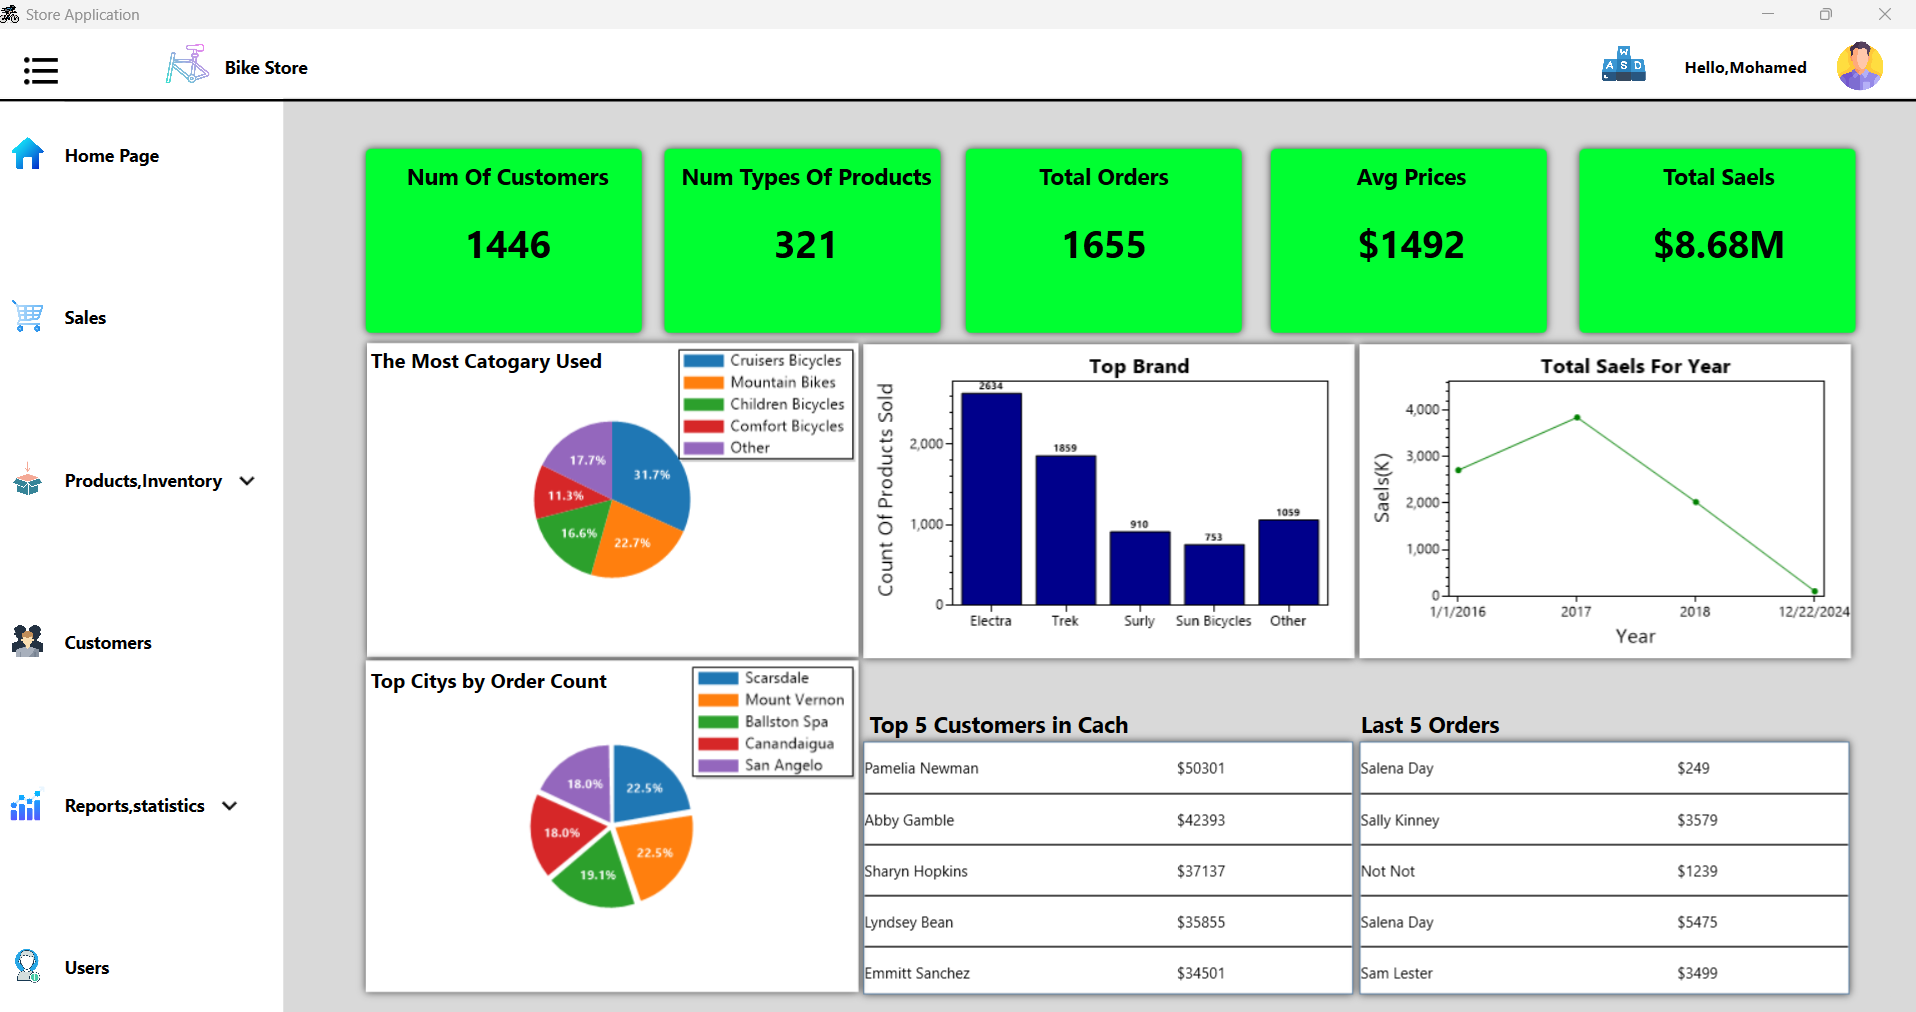 Store Application
Bike Store
W
A S D
Hello,Mohamed
Home Page
Sales
Products,Inventory
Customers
Reports,statistics
Users
Num Of Customers
1446
Num Types Of Products
321
Total Orders
1655
Avg Prices
$1492
Total Saels
$8.68M
The Most Catogary Used
Cruisers Bicycles
Mountain Bikes
Children Bicycles
Comfort Bicycles
Other
17.7%
31.7%
11.3%
16.6%
22.7%
Top Brand
Count Of Products Sold
2,000
1,000
0
2634
1859
910
753
1059
Electra
Trek
Surly
Sun Bicycles
Other
Total Saels For Year
Saels(K)
4,000
3,000
2,000
1,000
0
1/1/2016
2017
2018
12/22/2024
Year
Top Citys by Order Count
Scarsdale
Mount Vernon
Ballston Spa
Canandaigua
San Angelo
18.0%
22.5%
18.0%
22.5%
19.1%
Top 5 Customers in Cach
Pamelia Newman $50301
Abby Gamble $42393
Sharyn Hopkins $37137
Lyndsey Bean $35855
Emmitt Sanchez $34501
Last 5 Orders
Salena Day $249
Sally Kinney $3579
Not Not $1239
Salena Day $5475
Sam Lester $3499